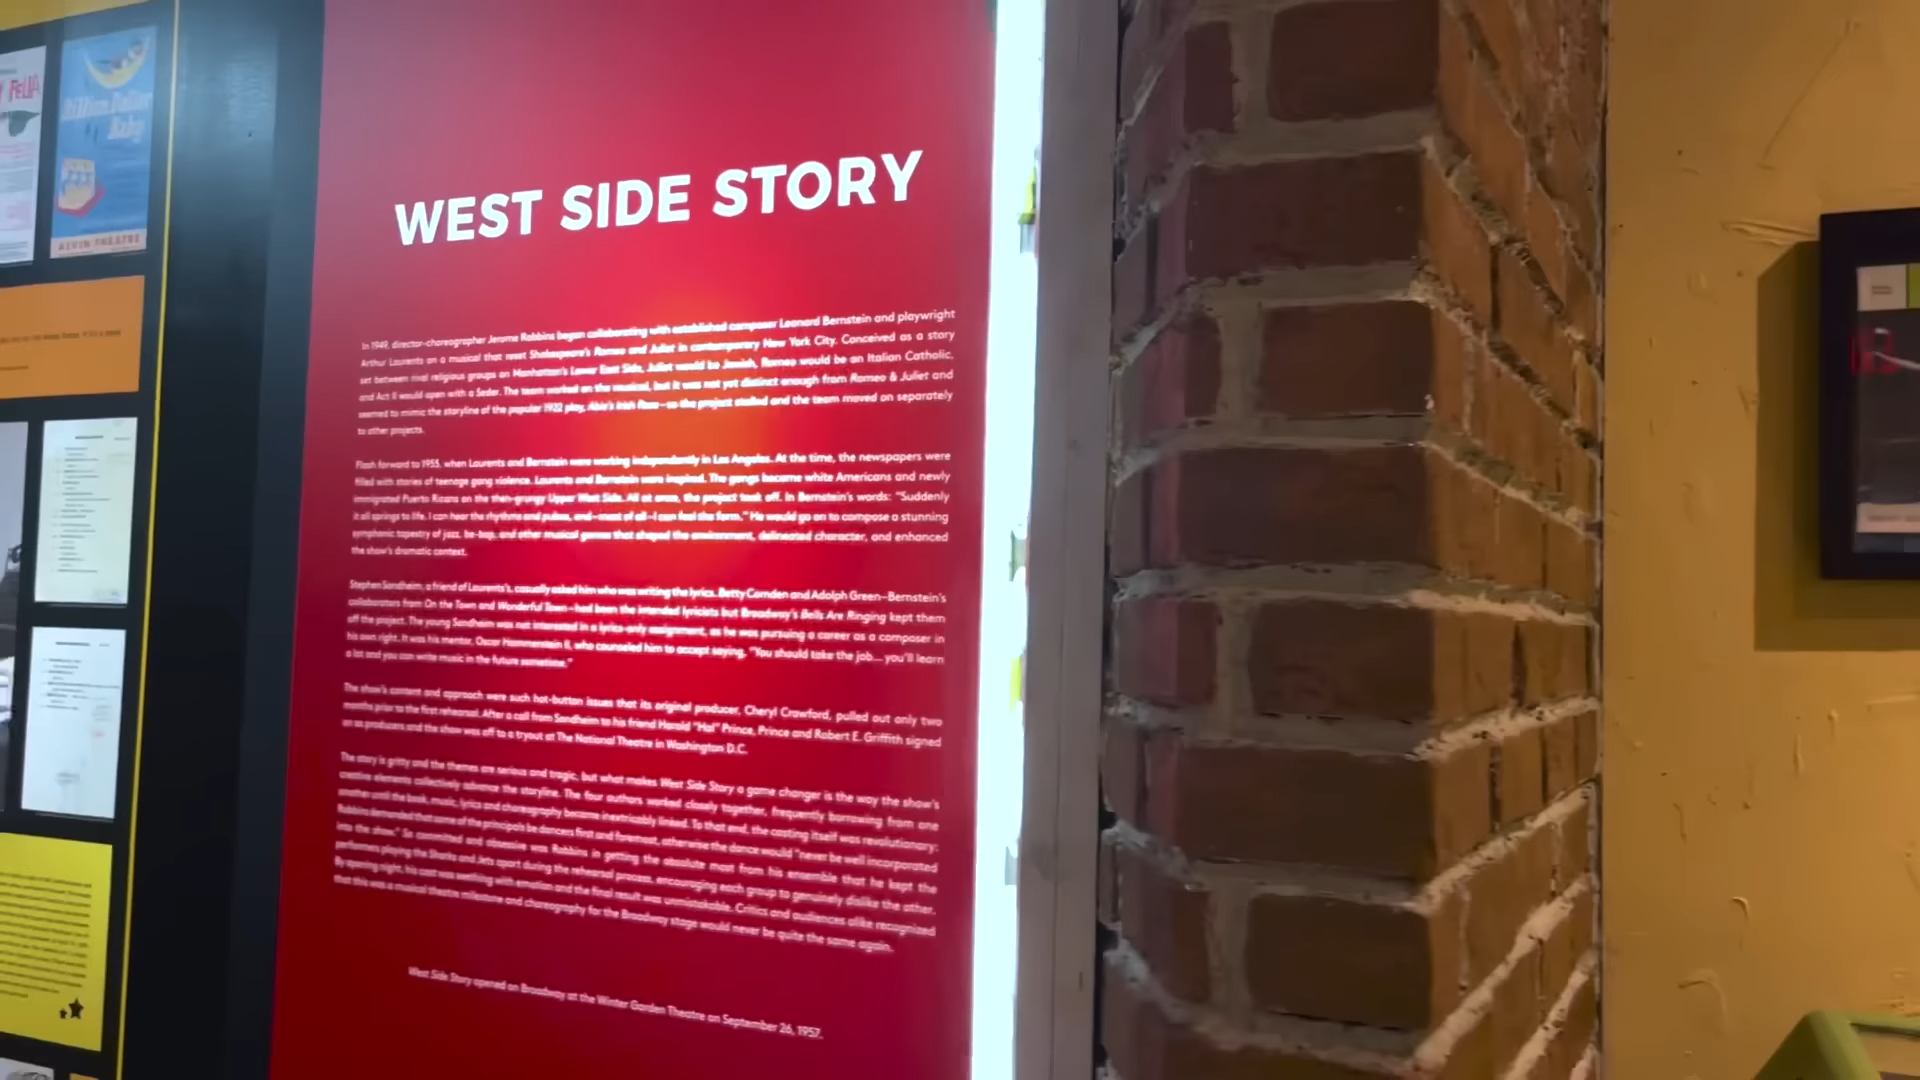 FELLA
Hi Mom Dollar
Baby
ALVIN THEATRE
WEST SIDE STORY
In 1949, director-choreographer Jerome Robbins began collaborating with established composer Leonard Bernstein and playwright
Arthur Laurents on a musical that reset Shakespeare's Romeo and Juliet in contemporary New York City. Conceived as a story
set between rival religious groups on Manhattan's Lower East Side, Juliet would be Jewish, Romeo would be an Italian Catholic,
and Act II would open with a Seder. The team worked on the musical, but it was not yet distinct enough from Romeo & Juliet and
seemed to mimic the storyline of the popular 1922 play, Abie's Irish Rose—so the project stalled and the team moved on separately
to other projects.
Flash forward to 1955, when Laurents and Bernstein were working independently in Los Angeles. At the time, the newspapers were
filled with stories of teenage gang violence. Laurents and Bernstein were inspired. The gangs became white Americans and newly
immigrated Puerto Ricans on the then-grungy Upper West Side. All at once, the project took off. In Bernstein's words: "Suddenly
it all springs to life. I can hear the rhythms and pulses, and—most of all—I can feel the form." He would go on to compose a stunning
symphonic tapestry of jazz, be-bop, and other musical genres that shaped the environment, delineated character, and enhanced
the show's dramatic context.
Stephen Sondheim, a friend of Laurents's, casually asked him who was writing the lyrics. Betty Comden and Adolph Green—Bernstein's
collaborators from On the Town and Wonderful Town—had been the intended lyricists but Broadway's Bells Are Ringing kept them
off the project. The young Sondheim was not interested in a lyrics-only assignment, as he was pursuing a career as a composer in
his own right. It was his mentor, Oscar Hammerstein II, who counseled him to accept saying, "You should take the job... you'll learn
a lot and you can write music in the future sometime."
The show's content and approach were such hot-button issues that its original producer, Cheryl Crawford, pulled out only two
months prior to the first rehearsal. After a call from Sondheim to his friend Harold "Hal" Prince, Prince and Robert E. Griffith signed
on as producers and the show was off to a tryout at The National Theatre in Washington D.C.
The story is gritty and the themes are serious and tragic, but what makes West Side Story a game changer is the way the show's
creative elements collectively advance the storyline. The four authors worked closely together, frequently borrowing from one
another until the book, music, lyrics and choreography became inextricably linked. To that end, the casting itself was revolutionary:
Robbins demanded that some of the principals be dancers first and foremost, otherwise the dance would "never be well incorporated
into the show." So committed and obsessive was Robbins in getting the absolute most from his ensemble that he kept the
performers playing the Sharks and Jets apart during the rehearsal process, encouraging each group to genuinely dislike the other.
By opening night, his cast was seething with emotion and the final result was unmistakable. Critics and audiences alike recognized
that this was a musical theatre milestone and choreography for the Broadway stage would never be quite the same again.
West Side Story opened on Broadway at the Winter Garden Theatre on September 26, 1957.